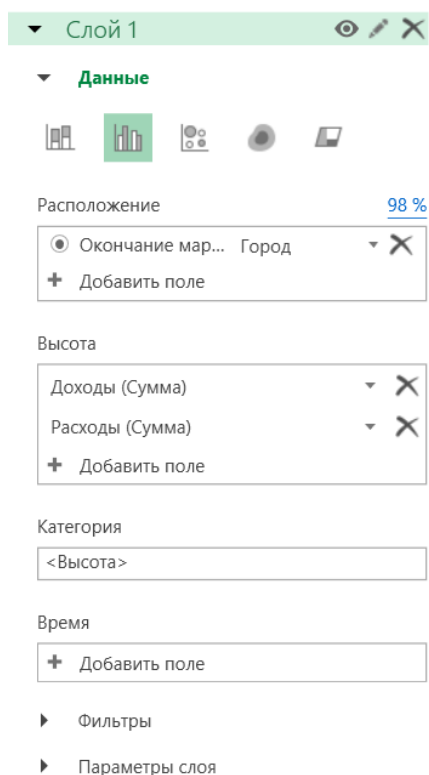 Слой 1
Данные
Расположение 98 %
Окончание мар... Город
Добавить поле
Высота
Доходы (Сумма)
Расходы (Сумма)
Добавить поле
Категория
<Высота>
Время
Добавить поле
Фильтры
Параметры слоя